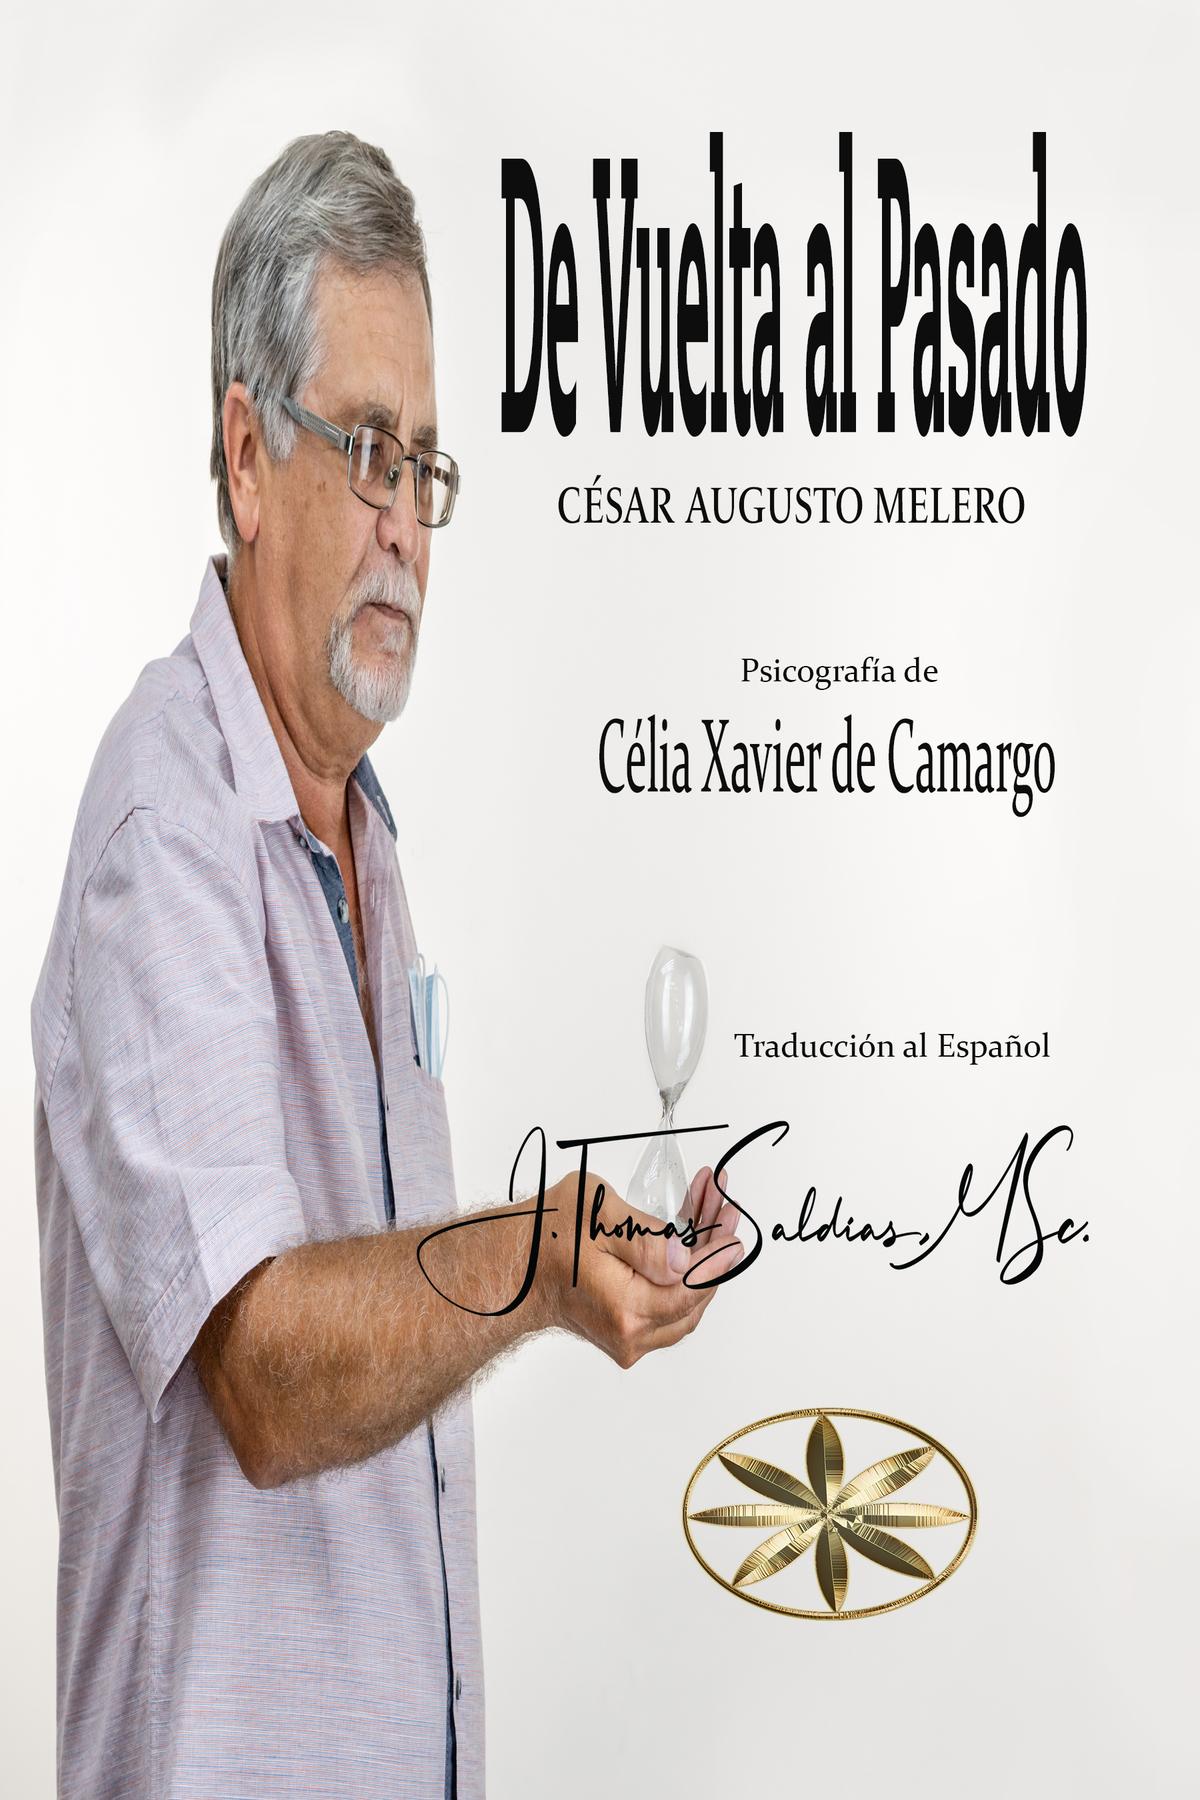 De Vuelta al Pasado
CÉSAR AUGUSTO MELERO
Psicografía de
Célia Xavier de Camargo
Traducción al Español
J. Thomas Saldias, MSc.